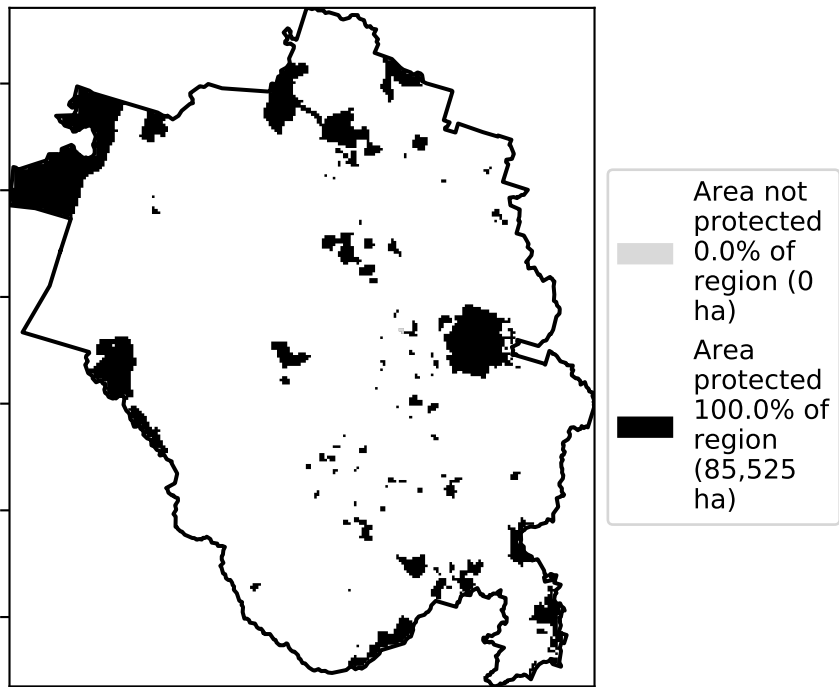 Area not
protected
0.0% of
region (0
ha)
Area
protected
100.0% of
region
(85,525
ha)